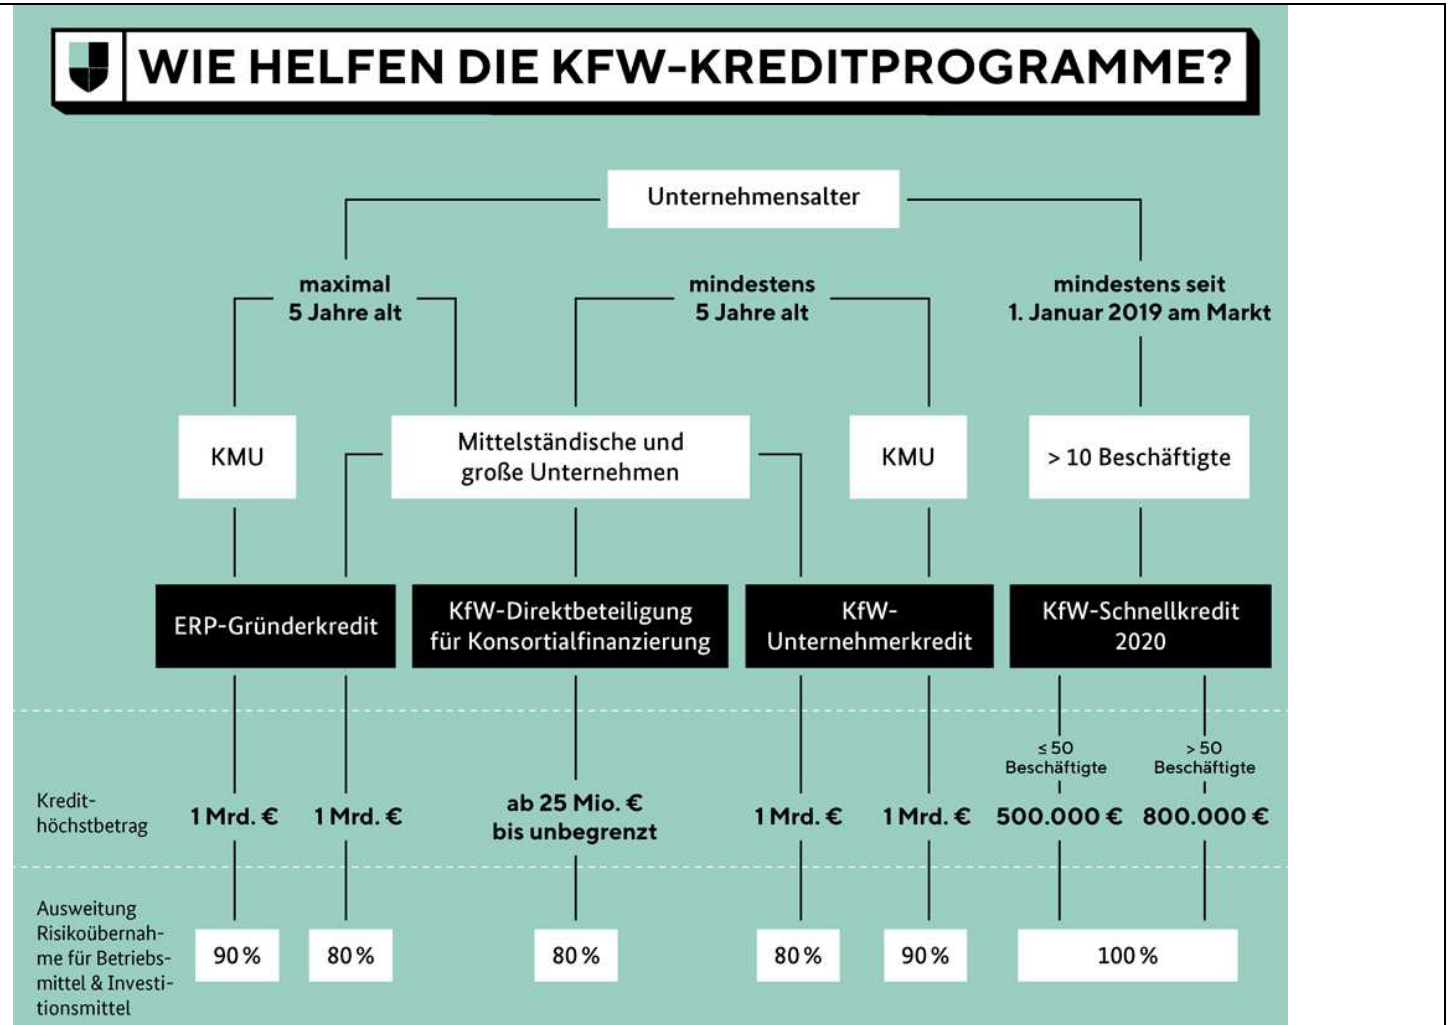 WIE HELFEN DIE KFW-KREDITPROGRAMME?
Unternehmensalter
maximal
5 Jahre alt
mindestens
5 Jahre alt
mindestens seit
1. Januar 2019 am Markt
KMU
Mittelständische und
große Unternehmen
KMU
> 10 Beschäftigte
ERP-Gründerkredit
KfW-Direktbeteiligung
für Konsortialfinanzierung
KfW-
Unternehmerkredit
KfW-Schnellkredit
2020
≤ 50
Beschäftigte
> 50
Beschäftigte
Kredit-
höchstbetrag
1 Mrd. €
1 Mrd. €
ab 25 Mio. €
bis unbegrenzt
1 Mrd. €
1 Mrd. €
500.000 €
800.000 €
Ausweitung
Risikoübernah-
me für Betriebs-
mittel & Investi-
tionsmittel
90 %
80 %
80 %
80 %
90 %
100 %